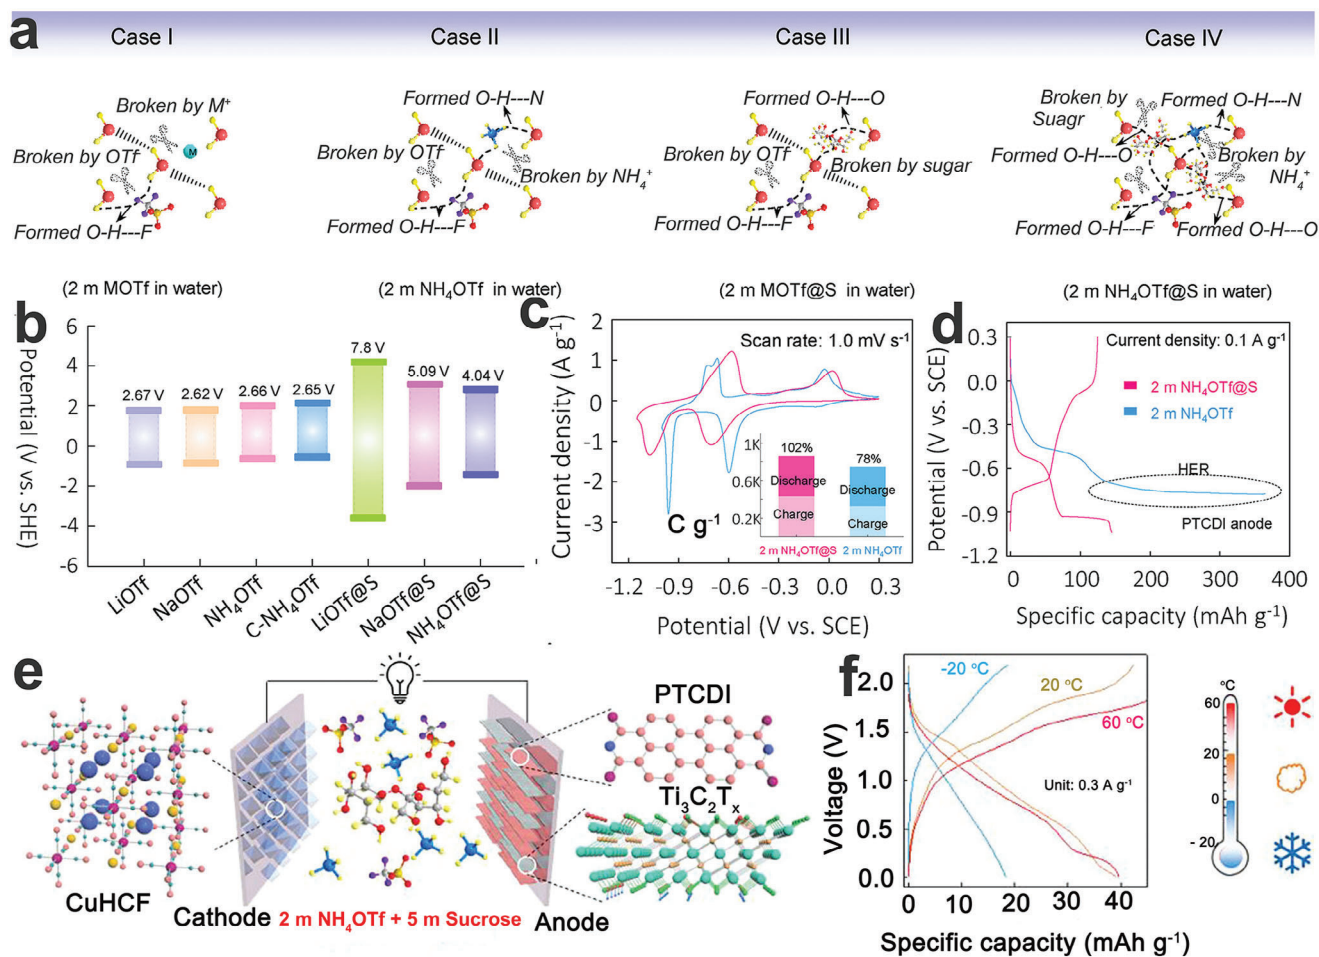 a
Case I
Case II
Case III
Case IV
Broken by M⁺
M
Broken by OTf
Formed O-H---F
(2 m MOTf in water)
Formed O-H---N
Broken by OTf
Broken by NH₄⁺
Formed O-H---F
(2 m NH₄OTf in water)
Formed O-H---O
Broken by OTf
Broken by sugar
Formed O-H---F
(2 m MOTf@S in water)
Broken by
Suagr
Formed O-H---N
Formed O-H---O
Broken by
NH₄⁺
Formed O-H---F
Formed O-H---O
(2 m NH₄OTf@S in water)
b
Potential (V vs. SHE)
6
4
2
0
-2
-4
-6
2.67 V
2.62 V
2.66 V
2.65 V
7.8 V
5.09 V
4.04 V
LiOTf
NaOTf
NH₄OTf
C-NH₄OTf
LiOTf@S
NaOTf@S
NH₄OTf@S
c
Current density (A g⁻¹)
2
1
0
-1
-2
-3
Scan rate: 1.0 mV s⁻¹
C g⁻¹
1K
0.6K
0.2K
102%
Discharge
Charge
78%
Discharge
Charge
2 m NH₄OTf@S
2 m NH₄OTf
-1.2
-0.9
-0.6
-0.3
0.0
0.3
Potential (V vs. SCE)
d
Potential (V vs. SCE)
0.3
0.0
-0.3
-0.6
-0.9
-1.2
Current density: 0.1 A g⁻¹
2 m NH₄OTf@S
2 m NH₄OTf
HER
PTCDI anode
0
100
200
300
400
Specific capacity (mAh g⁻¹)
e
CuHCF
Cathode
2 m NH₄OTf + 5 m Sucrose
Anode
PTCDI
Ti₃C₂Tₓ
f
Voltage (V)
2.0
1.5
1.0
0.5
0.0
-20 °C
20 °C
60 °C
Unit: 0.3 A g⁻¹
0
10
20
30
40
Specific capacity (mAh g⁻¹)
°C
60
20
0
- 20